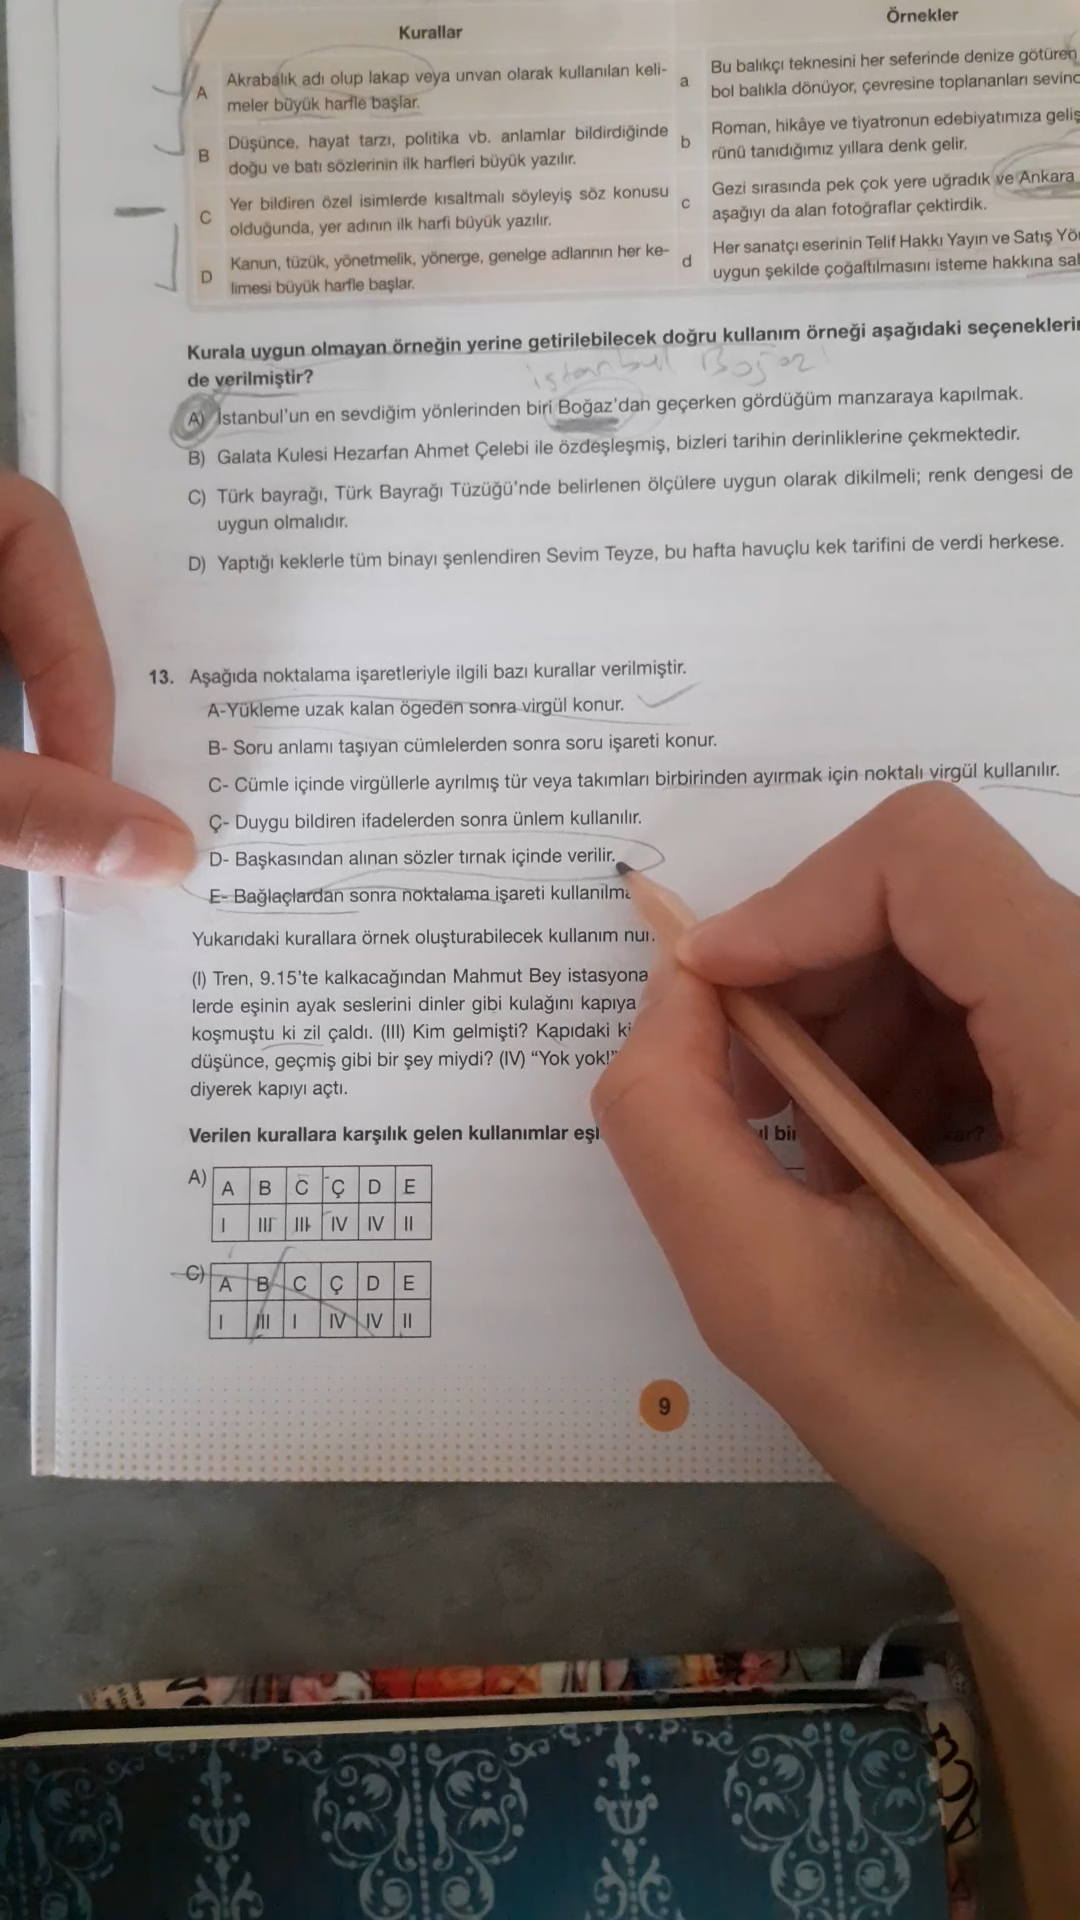 Kurallar
Örnekler
A
Akrabalık adı olup lakap veya unvan olarak kullanılan keli-
meler büyük harfle başlar.
a
Bu balıkçı teknesini her seferinde denize götüren
bol balıkla dönüyor, çevresine toplananları
B
Düşünce, hayat tarzı, politika vb. anlamlar bildirdiğinde
doğu ve batı sözlerinin ilk harfleri büyük yazılır.
b
Roman, hikâye ve tiyatronun edebiyatımıza
rünü tanıdığımız yıllara denk gelir.
C
Yer bildiren özel isimlerde kısaltmalı söyleyiş söz konusu
olduğunda, yer adının ilk harfi büyük yazılır.
c
Gezi sırasında pek çok yere uğradık ve Ankara
aşağıyı da alan fotoğraflar çektirdik.
D
Kanun, tüzük, yönetmelik, yönerge, genelge adlarının her ke-
limesi büyük harfle başlar.
d
Her sanatçı eserinin Telif Hakkı Yayın ve Satış
uygun şekilde çoğaltılmasını isteme hakkına
Kurala uygun olmayan örneğin yerine getirilebilecek doğru kullanım örneği aşağıdaki
de verilmiştir?
istanbul Boğazı
A) İstanbul'un en sevdiğim yönlerinden biri Boğaz'dan geçerken gördüğüm manzaraya kapılmak.
B) Galata Kulesi Hezarfan Ahmet Çelebi ile özdeşleşmiş, bizleri tarihin derinliklerine çekmektedir.
C) Türk bayrağı, Türk Bayrağı Tüzüğü'nde belirlenen ölçülere uygun olarak dikilmeli; renk dengesi de
uygun olmalıdır.
D) Yaptığı keklerle tüm binayı şenlendiren Sevim Teyze, bu hafta havuçlu kek tarifini de verdi herkese.
13. Aşağıda noktalama işaretleriyle ilgili bazı kurallar verilmiştir.
A-Yükleme uzak kalan ögeden sonra virgül konur.
B- Soru anlamı taşıyan cümlelerden sonra soru işareti konur.
C- Cümle içinde virgüllerle ayrılmış tür veya takımları birbirinden ayırmak için noktalı virgül kullanılır.
Ç- Duygu bildiren ifadelerden sonra ünlem kullanılır.
D- Başkasından alınan sözler tırnak içinde verilir.
E- Bağlaçlardan sonra noktalama işareti
Yukarıdaki kurallara örnek oluşturabilecek kullanım
(I) Tren, 9.15'te kalkacağından Mahmut Bey istasyona
lerde eşinin ayak seslerini dinler gibi kulağını kapıya
koşmuştu ki zil çaldı. (III) Kim gelmişti? Kapıdaki
düşünce, geçmiş gibi bir şey miydi? (IV) "Yok yok!"
diyerek kapıyı açtı.
Verilen kurallara karşılık gelen kullanımlar
A)
A B C Ç D E
I III III IV IV II
C)
A B C Ç D E
I III I IV IV II
9